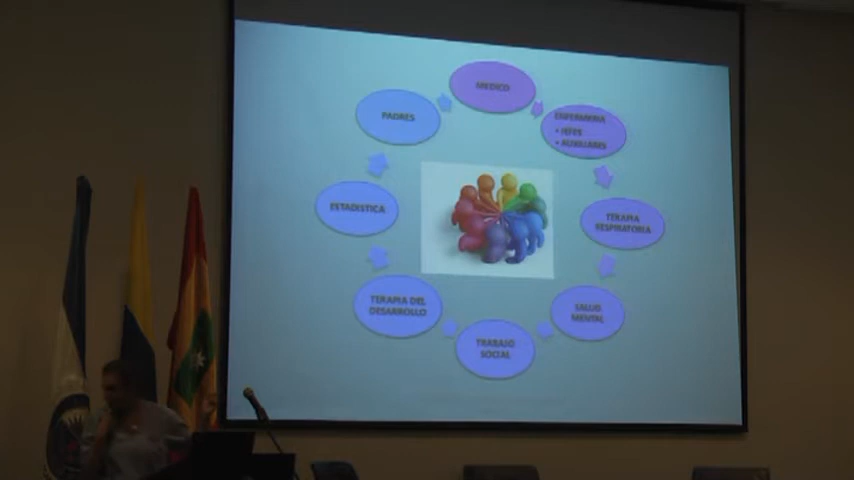 MEDICO
ENFERMERIA
• JEFES
• AUXILIARES
TERAPIA
RESPIRATORIA
SALUD
MENTAL
TRABAJO
SOCIAL
TERAPIA DEL
DESARROLLO
ESTADISTICA
PADRES